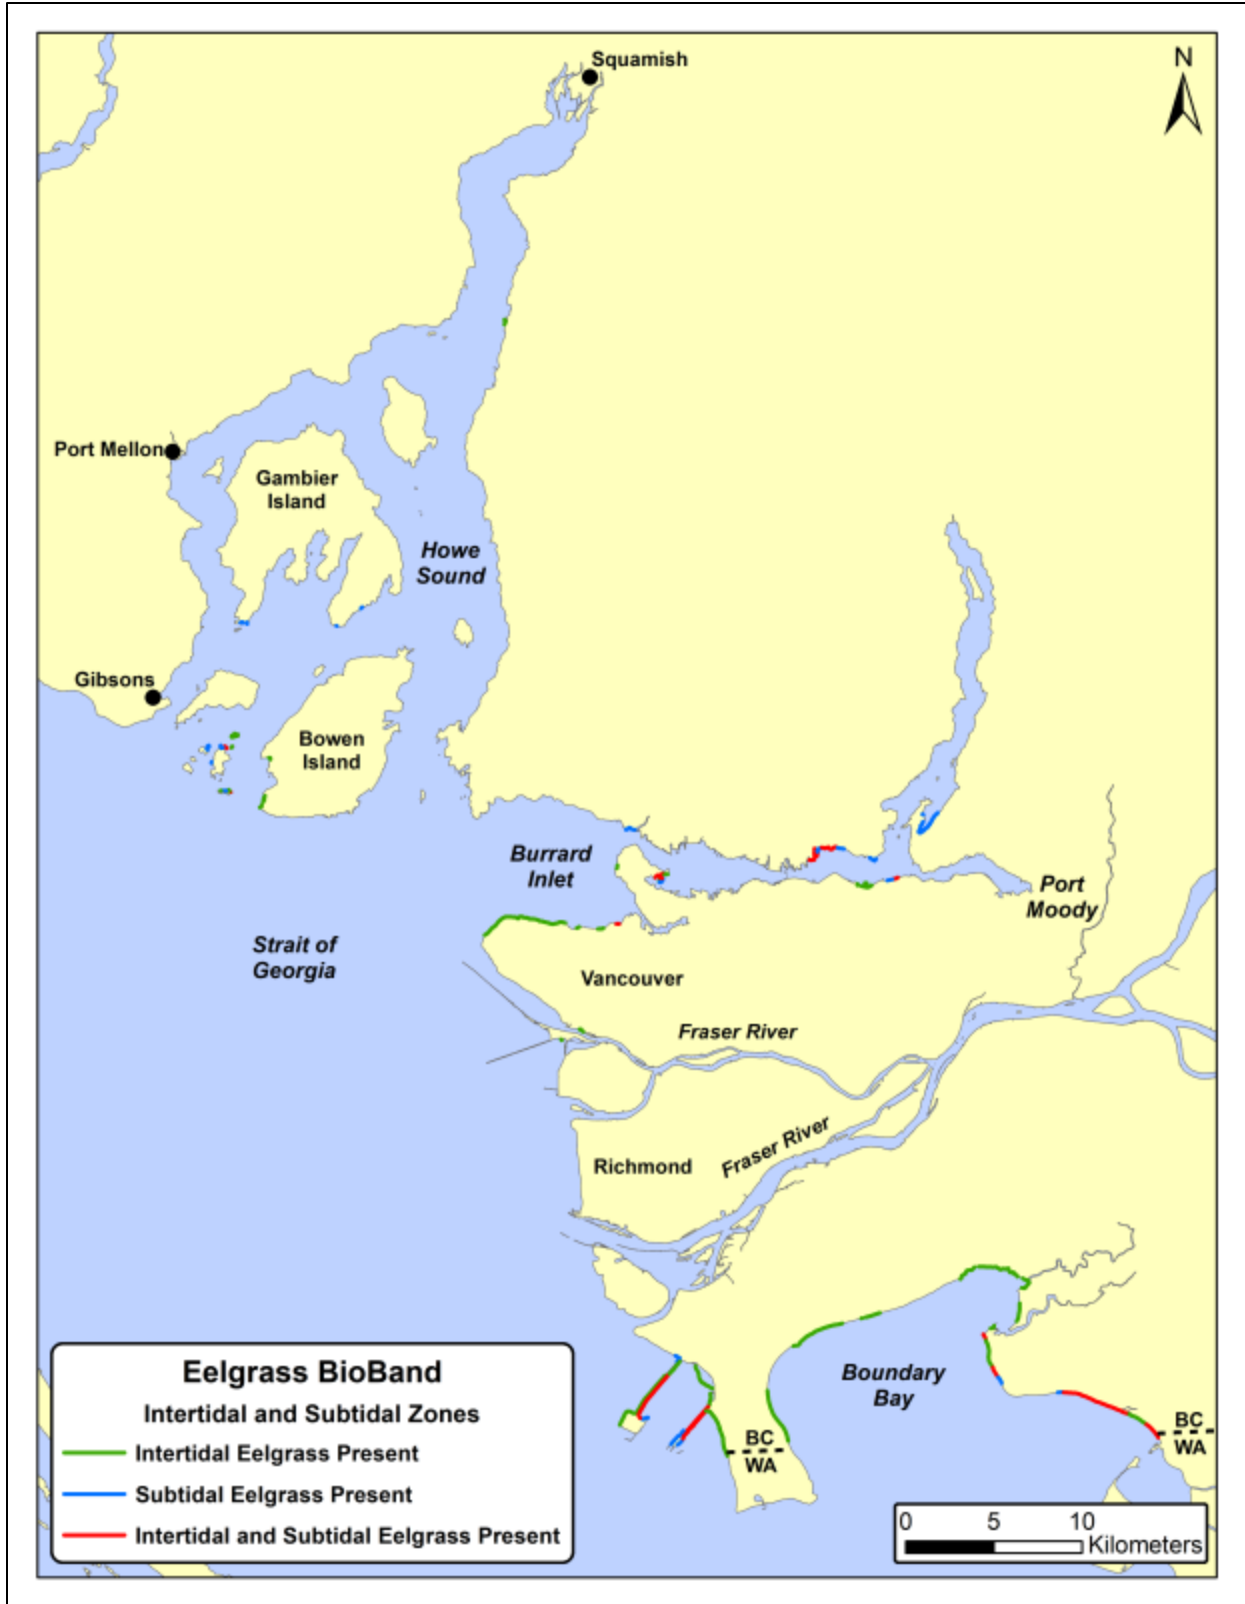 Squamish
N
Port Mellon
Gambier
Island
Howe
Sound
Gibsons
Bowen
Island
Burrard
Inlet
Port
Moody
Strait of
Georgia
Vancouver
Fraser River
Fraser River
Richmond
Boundary
Bay
BC
WA
BC
WA
Eelgrass BioBand
Intertidal and Subtidal Zones
Intertidal Eelgrass Present
Subtidal Eelgrass Present
Intertidal and Subtidal Eelgrass Present
0 5 10
Kilometers